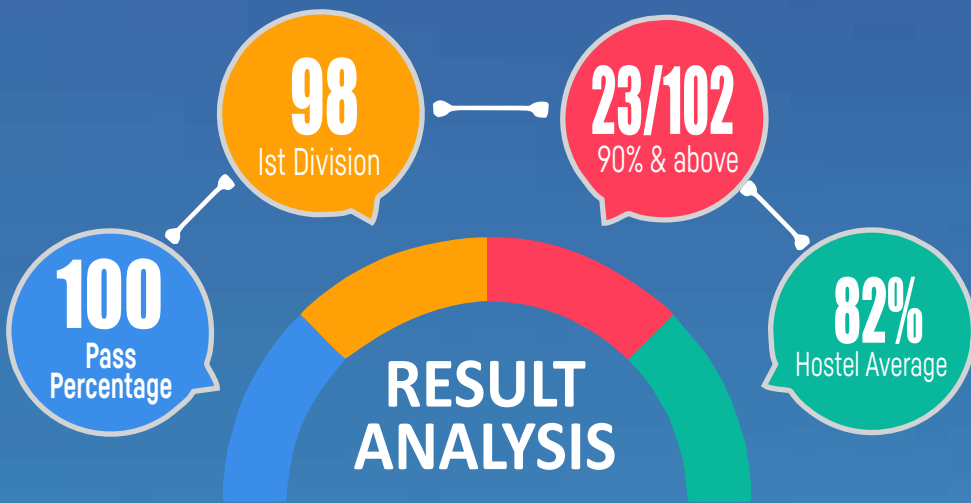 98
Ist Division
23/102
90% & above
100
Pass
Percentage
82%
Hostel Average
RESULT
ANALYSIS